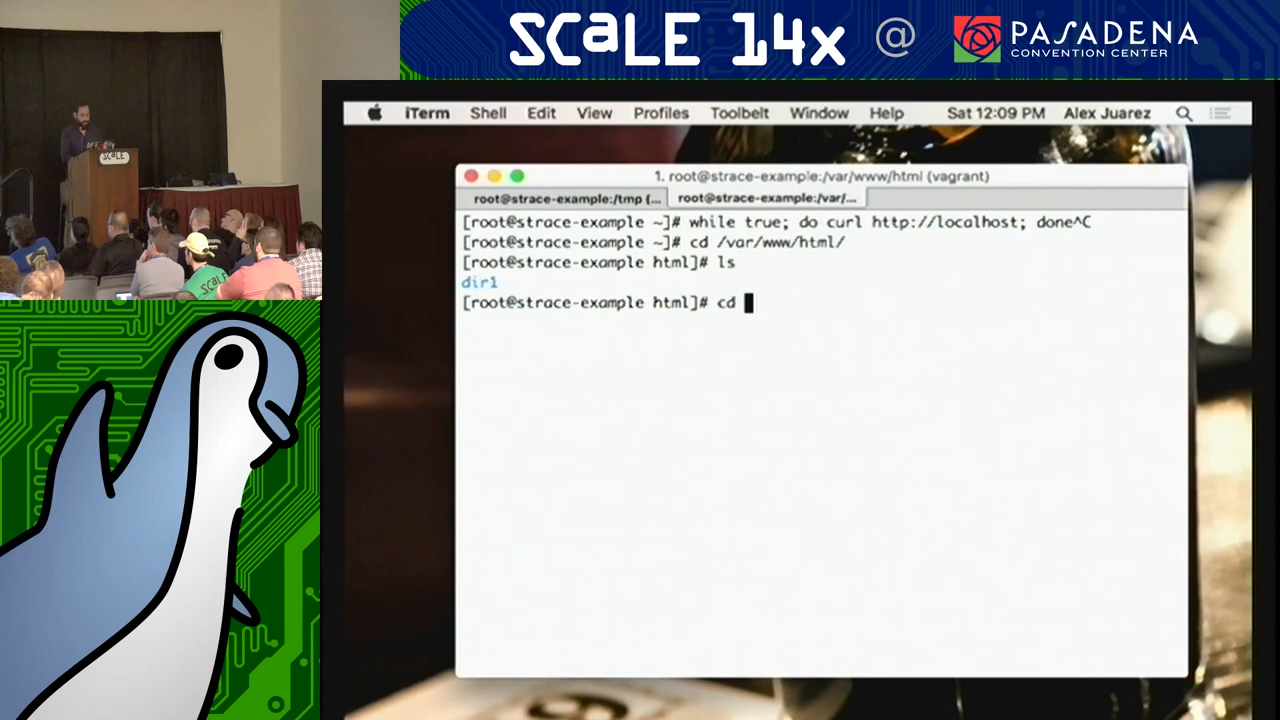 SCALE 14x @ PASADENA
CONVENTION CENTER
iTerm Shell Edit View Profiles Toolbelt Window Help Sat 12:09 PM Alex Juarez
1. root@strace-example:/var/www/html (vagrant)
root@strace-example:/tmp (... root@strace-example:/var/...
[root@strace-example ~]# while true; do curl http://localhost; done^C
[root@strace-example ~]# cd /var/www/html/
[root@strace-example html]# ls
dir1
[root@strace-example html]# cd
SCALE
SCALE